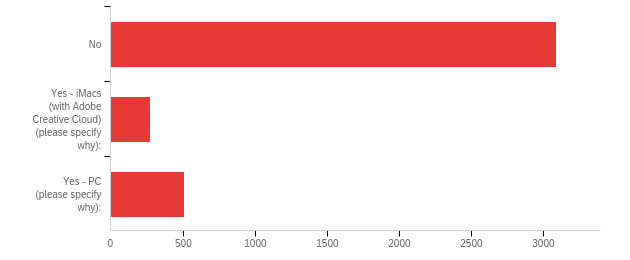 No
Yes - iMacs
(with Adobe
Creative Cloud)
(please specify
why):
Yes - PC
(please specify
why):
0 500 1000 1500 2000 2500 3000